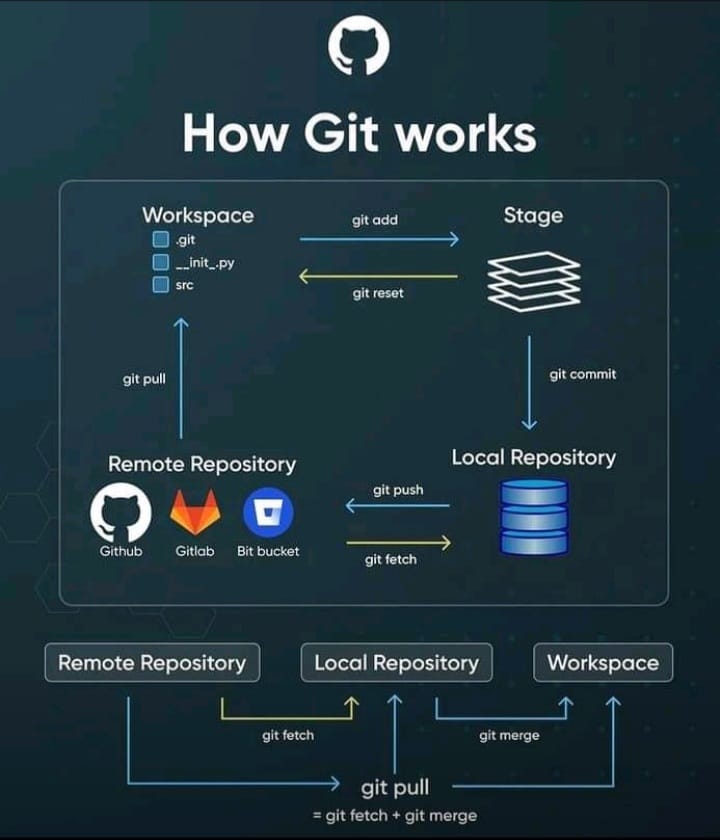 How Git works
Workspace
.git
__init_.py
src
git add
git reset
Stage
git pull
git commit
Remote Repository
Github
Gitlab
Bit bucket
git push
git fetch
Local Repository
Remote Repository
Local Repository
Workspace
git fetch
git merge
git pull
= git fetch + git merge